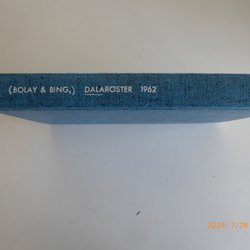 (BOLAY & BING,) DALAROSTER 1962
2024/7/28